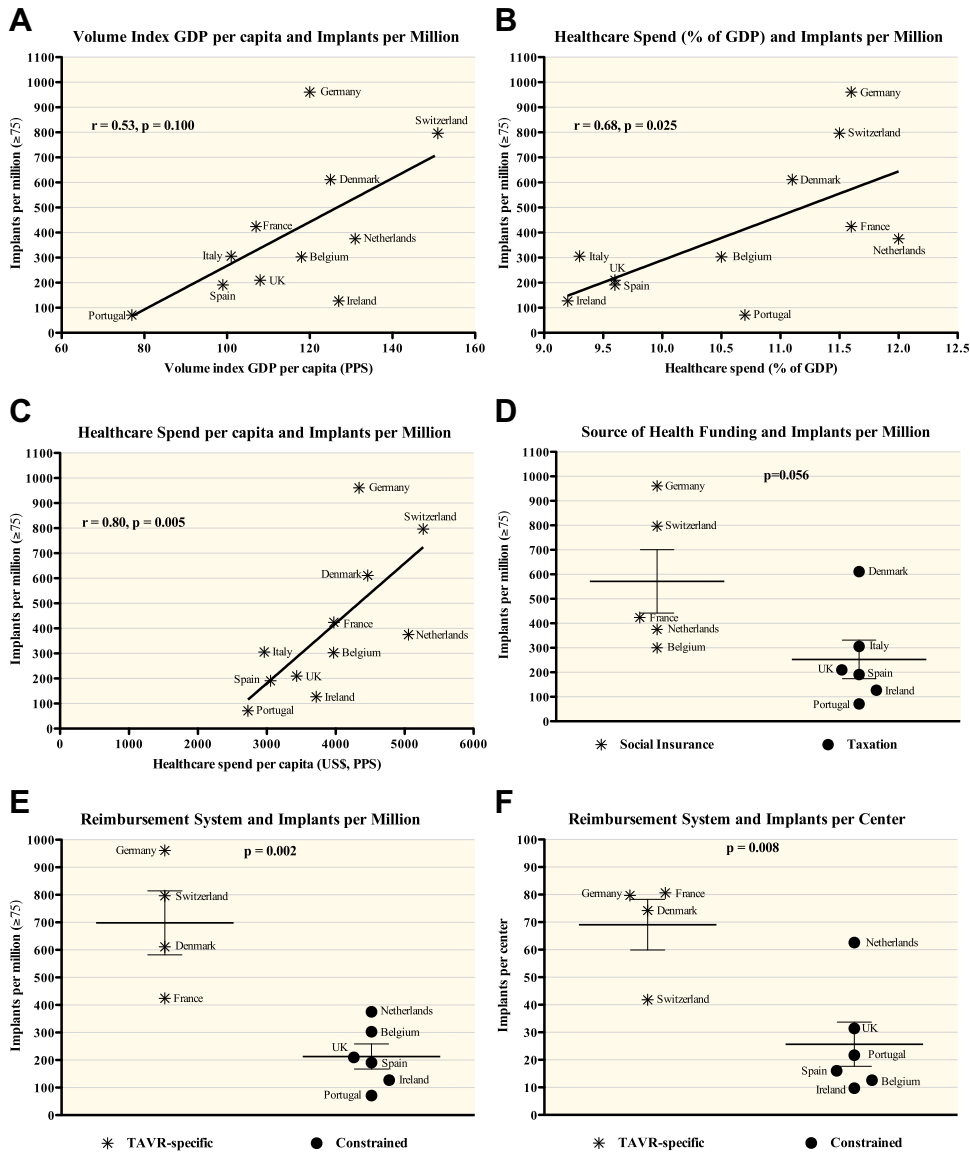 A
Volume Index GDP per capita and Implants per Million
Implants per million (≥75)
1100
1000
900
800
700
600
500
400
300
200
100
0
r = 0.53, p = 0.100
Germany
Switzerland
Denmark
France
Netherlands
Italy
Belgium
UK
Spain
Ireland
Portugal
60 80 100 120 140 160
Volume index GDP per capita (PPS)
B
Healthcare Spend (% of GDP) and Implants per Million
Implants per million (≥75)
1100
1000
900
800
700
600
500
400
300
200
100
0
r = 0.68, p = 0.025
Germany
Switzerland
Denmark
France
Netherlands
Italy
Belgium
UK
Spain
Ireland
Portugal
9.0 9.5 10.0 10.5 11.0 11.5 12.0 12.5
Healthcare spend (% of GDP)
C
Healthcare Spend per capita and Implants per Million
Implants per million (≥75)
1100
1000
900
800
700
600
500
400
300
200
100
0
r = 0.80, p = 0.005
Germany
Switzerland
Denmark
France
Netherlands
Italy
Belgium
Spain
UK
Ireland
Portugal
0 1000 2000 3000 4000 5000 6000
Healthcare spend per capita (US$, PPS)
D
Source of Health Funding and Implants per Million
Implants per million (≥75)
1100
1000
900
800
700
600
500
400
300
200
100
0
p=0.056
Germany
Switzerland
Denmark
France
Netherlands
Belgium
Italy
UK
Spain
Ireland
Portugal
Social Insurance
Taxation
E
Reimbursement System and Implants per Million
Implants per million (≥75)
1000
900
800
700
600
500
400
300
200
100
0
p = 0.002
Germany
Switzerland
Denmark
France
Netherlands
Belgium
UK
Spain
Ireland
Portugal
TAVR-specific
Constrained
F
Reimbursement System and Implants per Center
Implants per center
100
90
80
70
60
50
40
30
20
10
0
p = 0.008
Germany
France
Denmark
Switzerland
Netherlands
UK
Portugal
Spain
Belgium
Ireland
TAVR-specific
Constrained